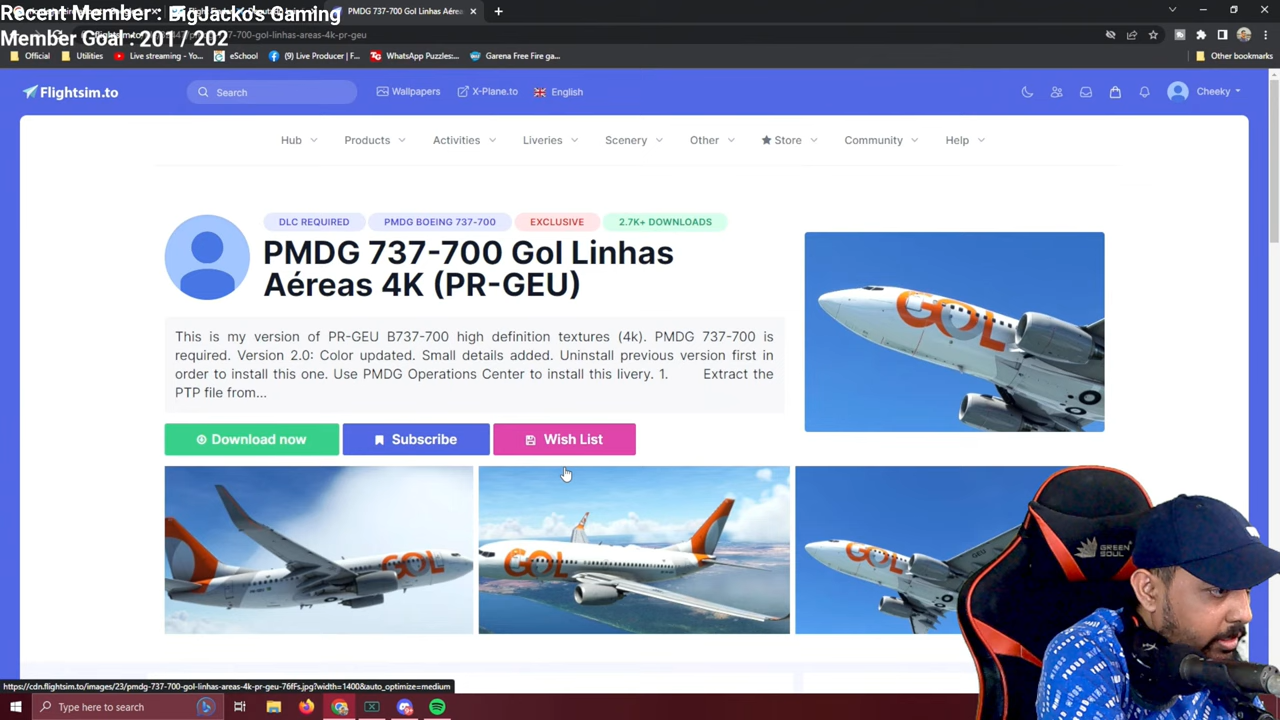 Recent Member : BigJacko's Gaming
Member Goal : 201 / 202
PMDG 737-700 Gol Linhas Aérea
Official
Utilities
Live streaming - Yo...
eSchool
(9) Live Producer | F...
WhatsApp Puzzles:...
Garena Free Fire ga...
Other bookmarks
Flightsim.to
Search
Wallpapers
X-Plane.to
English
Cheeky
Hub
Products
Activities
Liveries
Scenery
Other
Store
Community
Help
DLC REQUIRED
PMDG BOEING 737-700
EXCLUSIVE
2.7K+ DOWNLOADS
PMDG 737-700 Gol Linhas
Aéreas 4K (PR-GEU)
This is my version of PR-GEU B737-700 high definition textures (4k). PMDG 737-700 is
required. Version 2.0: Color updated. Small details added. Uninstall previous version first in
order to install this one. Use PMDG Operations Center to install this livery. 1. Extract the
PTP file from...
Download now
Subscribe
Wish List
GOL
GOL
GOL
GOL
GREEN
SOUL
https://cdn.flightsim.to/images/23/pmdg-737-700-gol-linhas-areas-4k-pr-geu-76fFs.jpg?width=1400&auto_optimize=medium
Type here to search